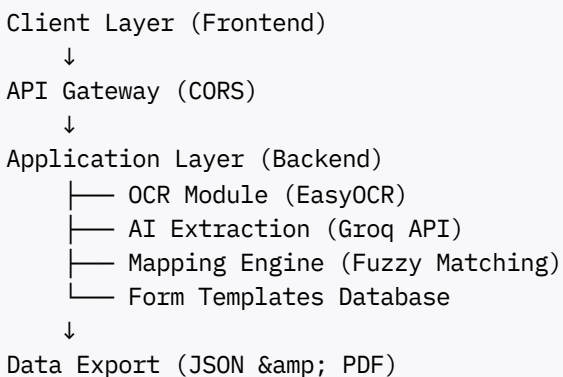 Client Layer (Frontend)
↓
API Gateway (CORS)
↓
Application Layer (Backend)
├── OCR Module (EasyOCR)
├── AI Extraction (Groq API)
├── Mapping Engine (Fuzzy Matching)
└── Form Templates Database
↓
Data Export (JSON &amp; PDF)